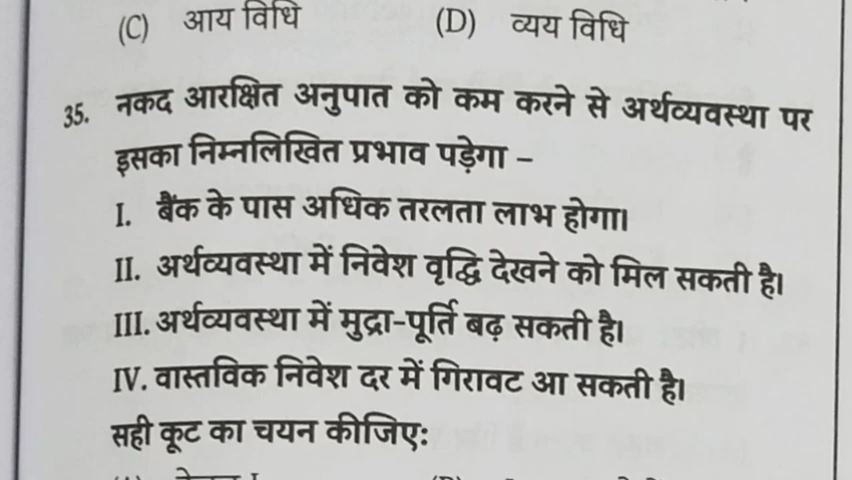 (C) आय विधि (D) व्यय विधि
35. नकद आरक्षित अनुपात को कम करने से अर्थव्यवस्था पर
इसका निम्नलिखित प्रभाव पड़ेगा –
I. बैंक के पास अधिक तरलता लाभ होगा।
II. अर्थव्यवस्था में निवेश वृद्धि देखने को मिल सकती है।
III. अर्थव्यवस्था में मुद्रा-पूर्ति बढ़ सकती है।
IV. वास्तविक निवेश दर में गिरावट आ सकती है।
सही कूट का चयन कीजिए: